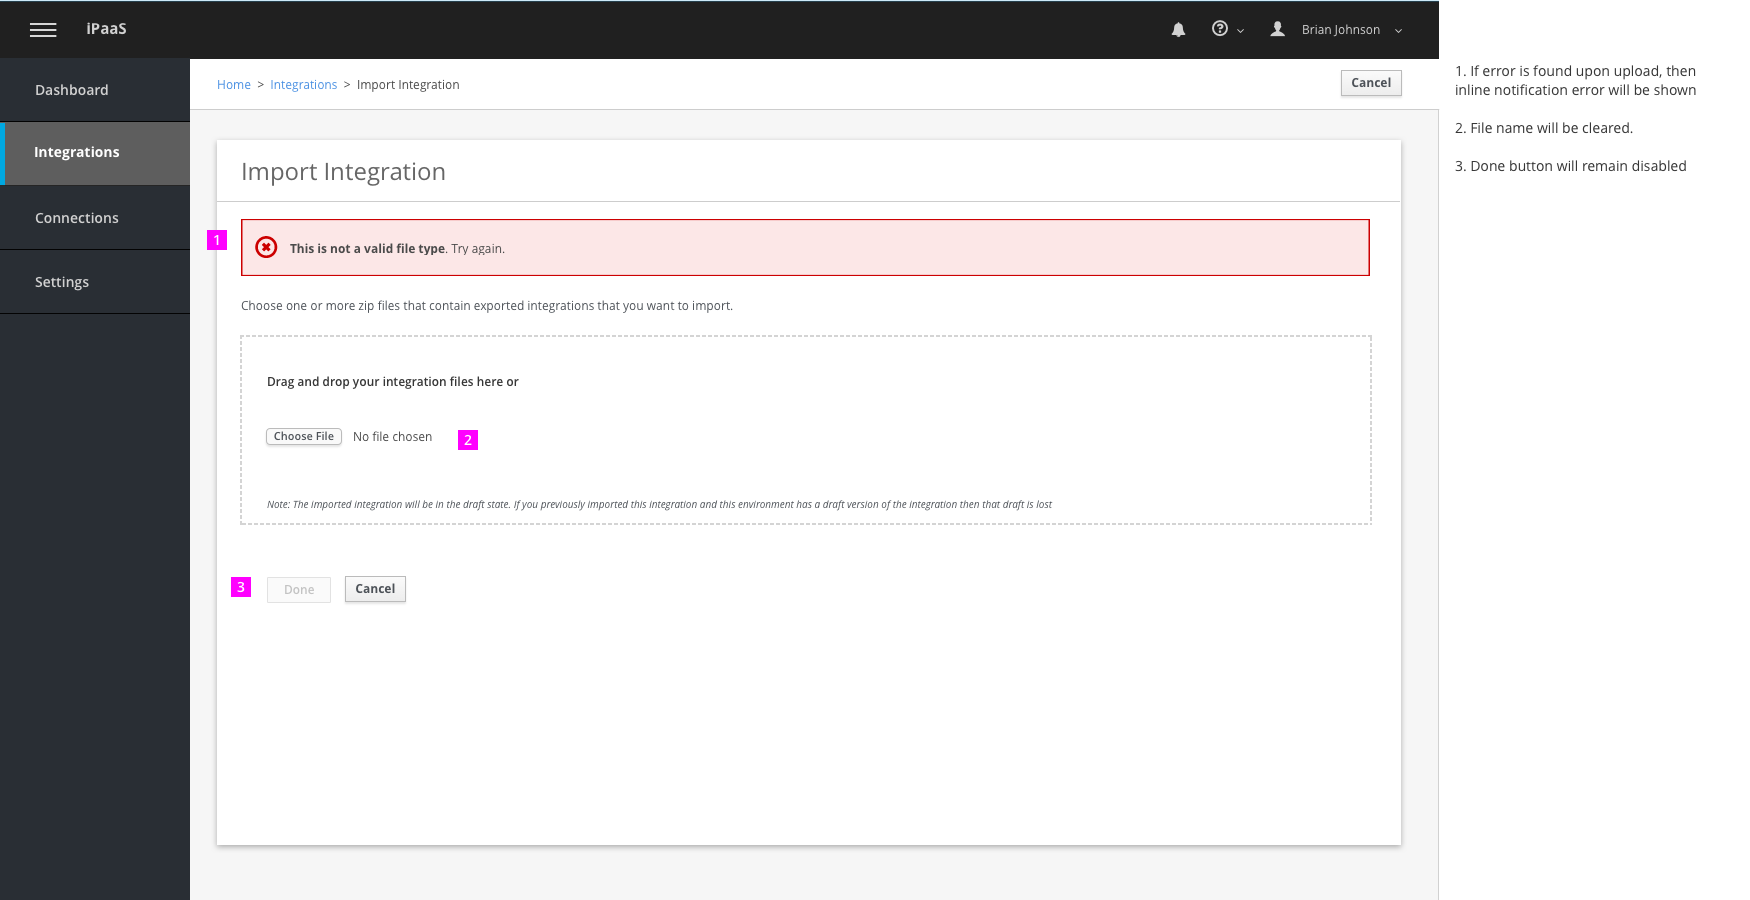 iPaaS
Brian Johnson
Dashboard
Integrations
Connections
Settings
Home > Integrations > Import Integration
Cancel
Import Integration
1
This is not a valid file type. Try again.
Choose one or more zip files that contain exported integrations that you want to import.
Drag and drop your integration files here or
Choose File No file chosen
2
Note: The imported integration will be in the draft state. If you previously imported this integration and this environment has a draft version of the integration then that draft is lost
3
Done
Cancel
1. If error is found upon upload, then
inline notification error will be shown
2. File name will be cleared.
3. Done button will remain disabled